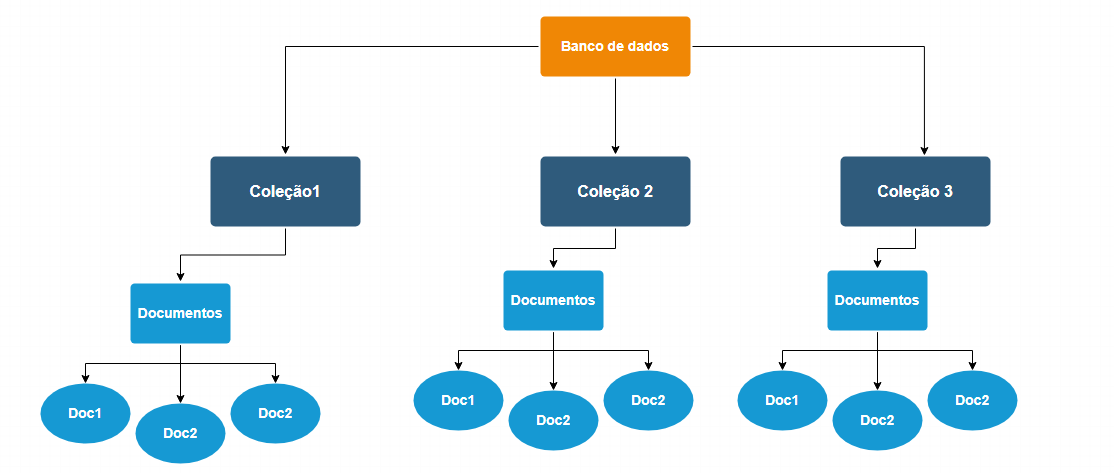 Banco de dados
Coleção1
Coleção 2
Coleção 3
Documentos
Documentos
Documentos
Doc1
Doc2
Doc2
Doc1
Doc2
Doc2
Doc1
Doc2
Doc2